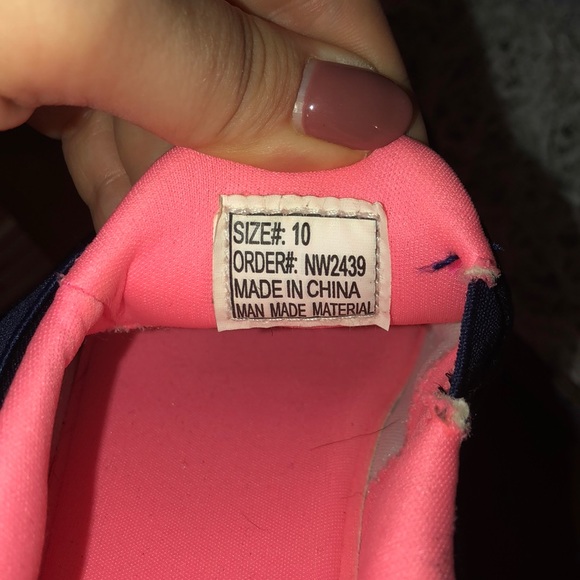 SIZE#: 10
ORDER#: NW2439
MADE IN CHINA
MAN MADE MATERIAL